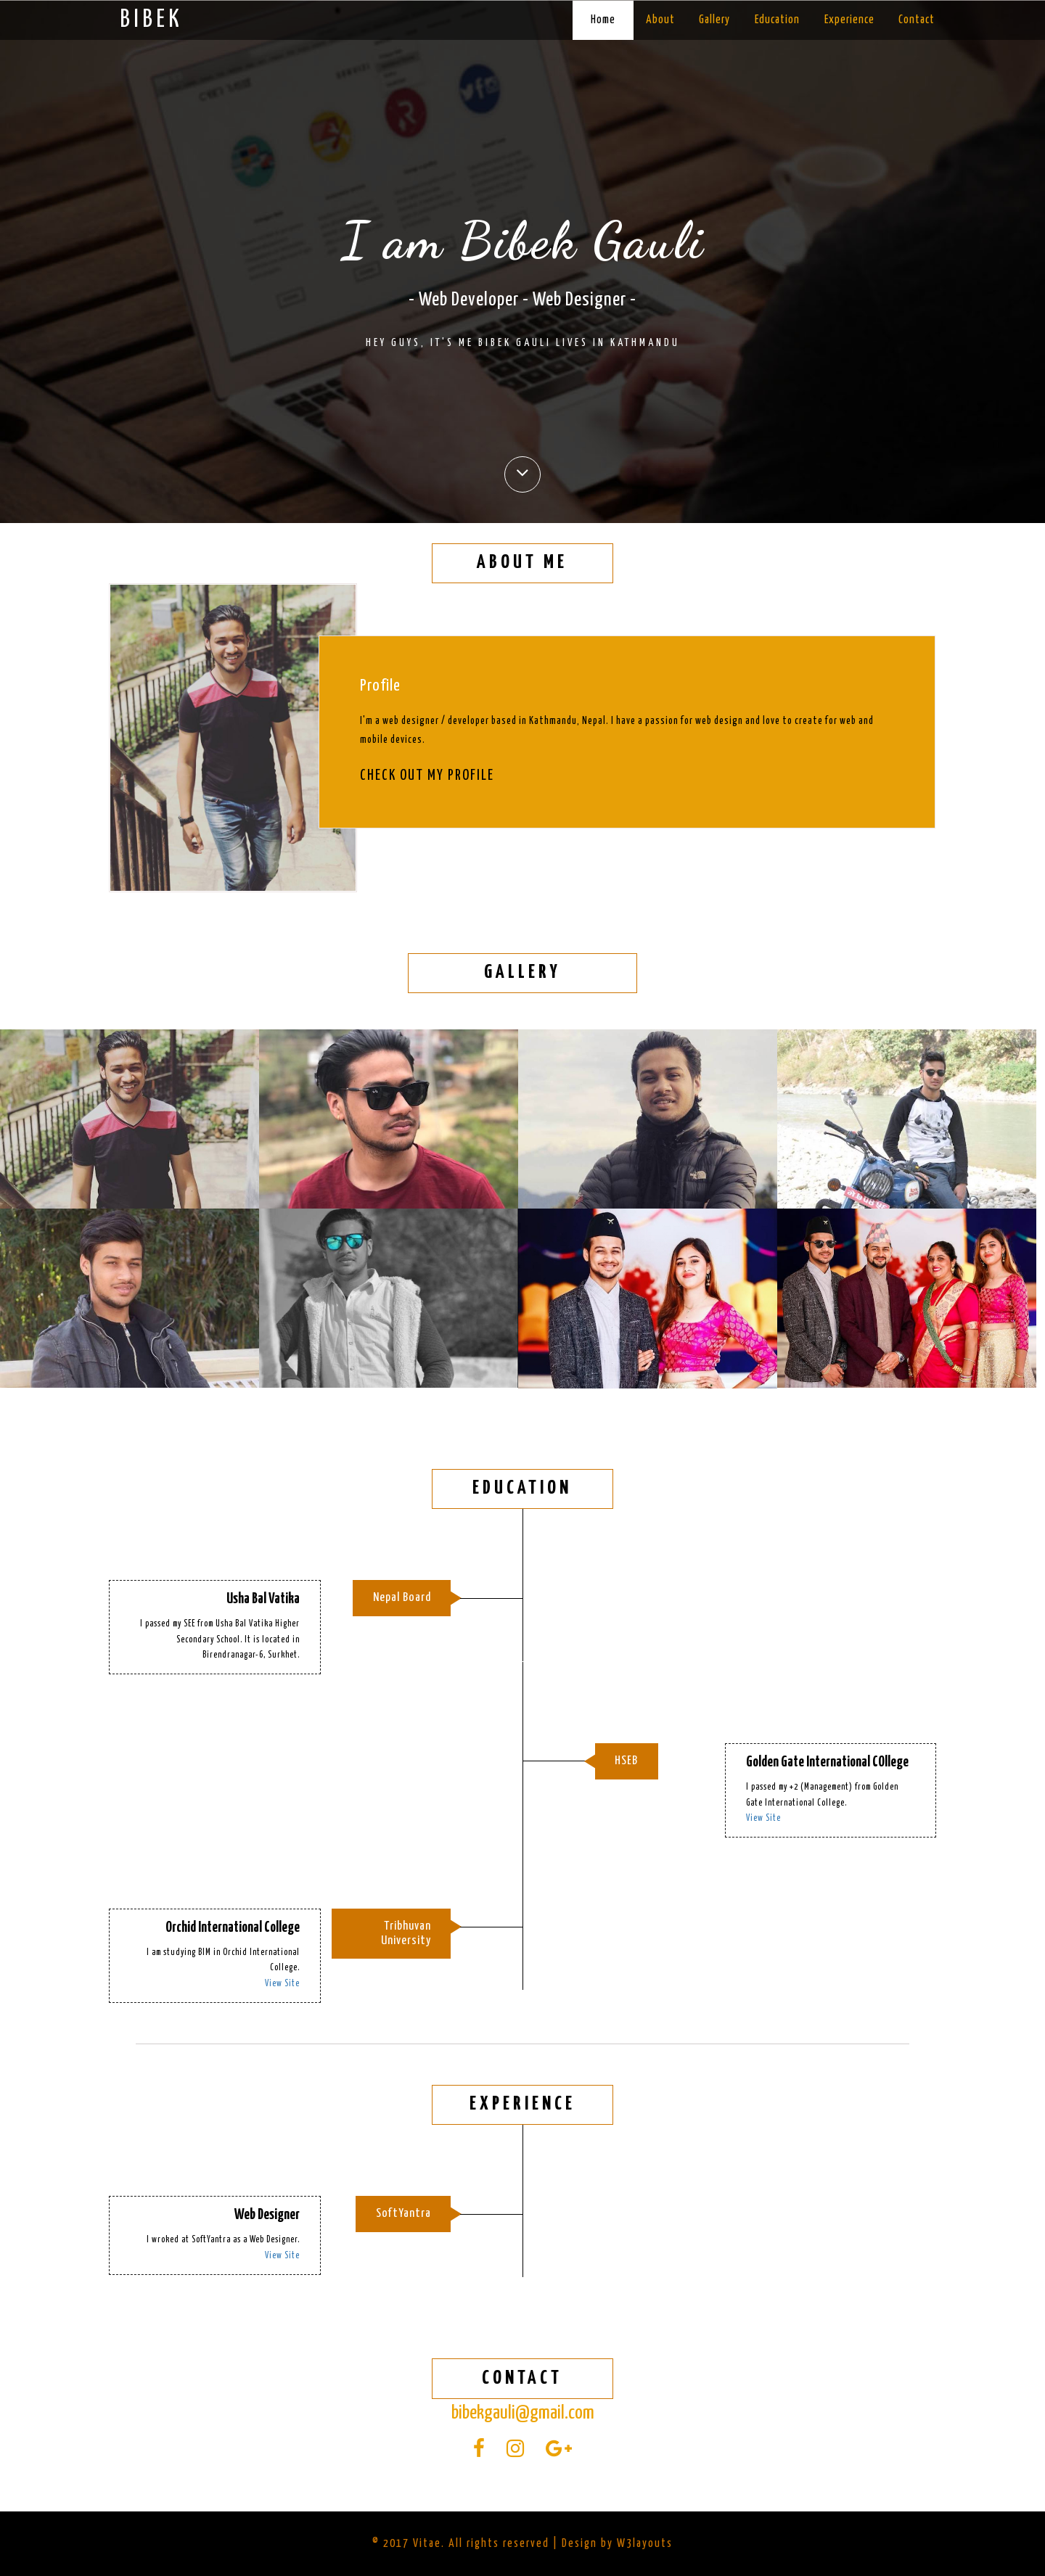 BIBEK
Home About Gallery Education Experience Contact
I am Bibek Gauli
- Web Developer - Web Designer -
HEY GUYS, IT'S ME BIBEK GAULI LIVES IN KATHMANDU
ABOUT ME
Profile
I'm a web designer / developer based in Kathmandu, Nepal. I have a passion for web design and love to create for web and
mobile devices.
CHECK OUT MY PROFILE
GALLERY
EDUCATION
Usha Bal Vatika
I passed my SEE from Usha Bal Vatika Higher
Secondary School. It is located in
Birendranagar-6, Surkhet.
Nepal Board
HSEB
Golden Gate International COllege
I passed my +2 (Management) from Golden
Gate International College.
View Site
Orchid International College
I am studying BIM in Orchid International
College.
View Site
Tribhuvan
University
EXPERIENCE
Web Designer
I wroked at SoftYantra as a Web Designer.
View Site
SoftYantra
CONTACT
bibekgauli@gmail.com
© 2017 Vitae. All rights reserved | Design by W3layouts